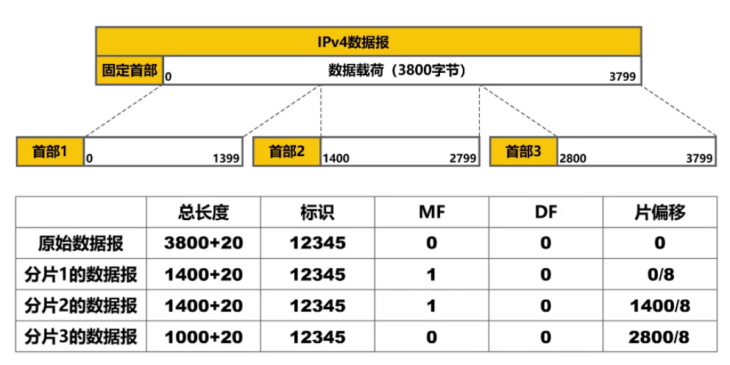 IPv4数据报
固定首部 0 数据载荷（3800字节） 3799
首部1 0 1399 首部2 1400 2799 首部3 2800 3799
总长度 标识 MF DF 片偏移
原始数据报 3800+20 12345 0 0 0
分片1的数据报 1400+20 12345 1 0 0/8
分片2的数据报 1400+20 12345 1 0 1400/8
分片3的数据报 1000+20 12345 0 0 2800/8